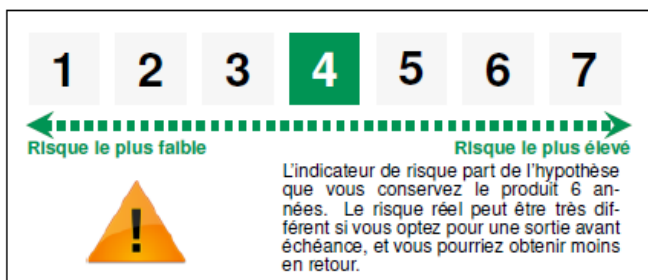 1 2 3 4 5 6 7
Risque le plus faible Risque le plus élevé
L'indicateur de risque part de l'hypothèse
que vous conservez le produit 6 an-
nées. Le risque réel peut être très dif-
férent si vous optez pour une sortie avant
échéance, et vous pourriez obtenir moins
en retour.
!